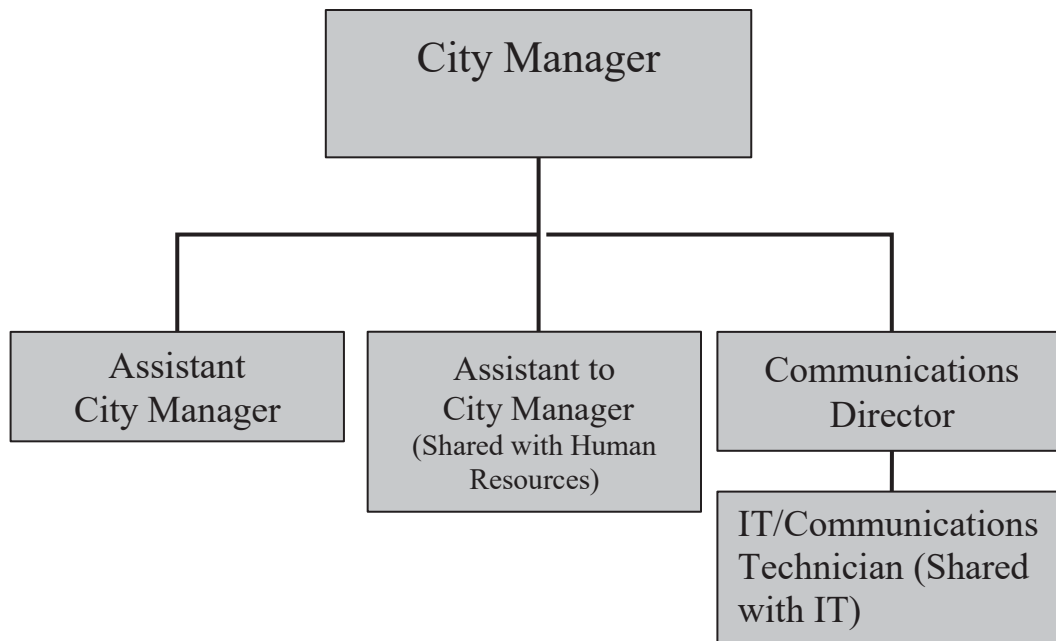 City Manager
Assistant
City Manager
Assistant to
City Manager
(Shared with Human
Resources)
Communications
Director
IT/Communications
Technician (Shared
with IT)